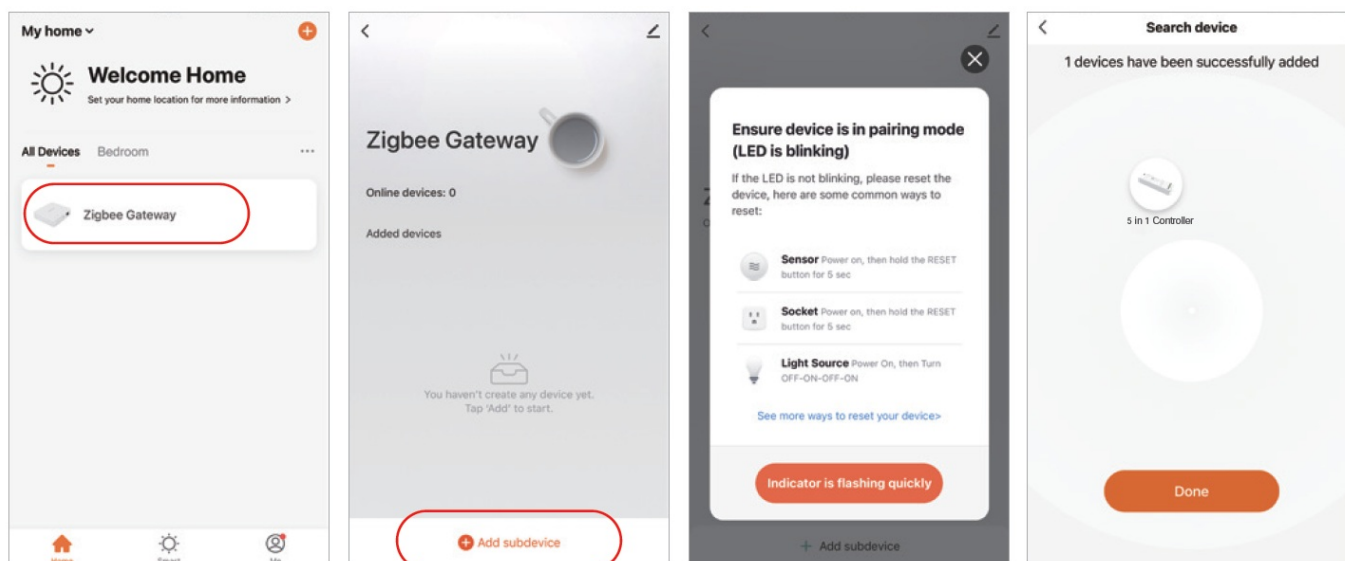 My home
Welcome Home
Set your home location for more information >
All Devices Bedroom ...
Zigbee Gateway
Home Smart Me
Zigbee Gateway
Online devices: 0
Added devices
You haven't create any device yet.
Tap 'Add' to start.
Add subdevice
Ensure device is in pairing mode
(LED is blinking)
If the LED is not blinking, please reset the
device, here are some common ways to
reset:
Sensor Power on, then hold the RESET
button for 5 sec
Socket Power on, then hold the RESET
button for 5 sec
Light Source Power On, then Turn
OFF-ON-OFF-ON
See more ways to reset your device>
Indicator is flashing quickly
+ Add subdevice
Search device
1 devices have been successfully added
5 in 1 Controller
Done